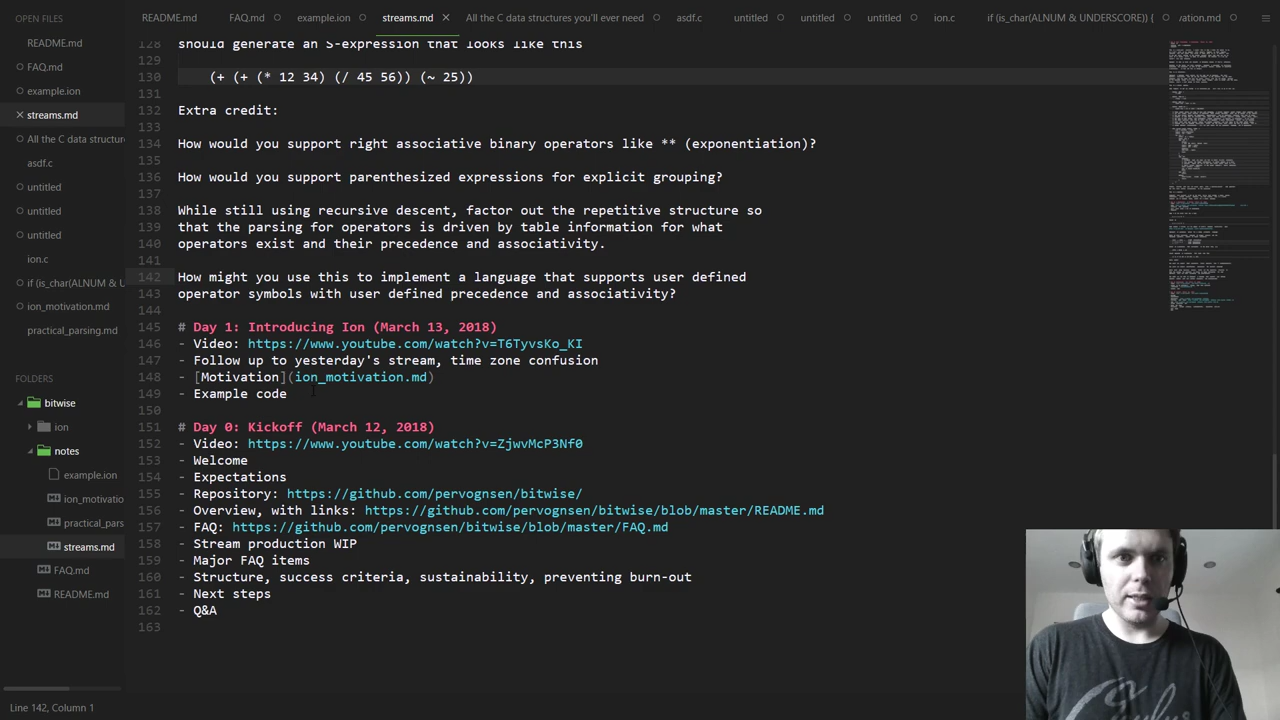 OPEN FILES
README.md
FAQ.md
example.ion
streams.md
All the C data structure
asdf.c
untitled
untitled
untitled
ion.c
if (is_char(ALNUM & U
ion_motivation.md
practical_parsing.md
FOLDERS
bitwise
ion
notes
example.ion
ion_motivatio
practical_pars
streams.md
FAQ.md
README.md
README.md
FAQ.md
example.ion
streams.md
All the C data structures you'll ever need
asdf.c
untitled
untitled
untitled
ion.c
if (is_char(ALNUM & UNDERSCORE)) {
vation.md
128 should generate an S-expression that looks like this
129
130 (+ (+ (* 12 34) (/ 45 56)) (~ 25))
131
132 Extra credit:
133
134 How would you support right associative binary operators like ** (exponentiation)?
135
136 How would you support parenthesized expressions for explicit grouping?
137
138 While still using recursive descent, factor out the repetitive structure so
139 that the parsing for operators is driven by table information for what
140 operators exist and their precedence and associativity.
141
142 How might you use this to implement a language that supports user defined
143 operator symbols with user defined precedence and associativity?
144
145 # Day 1: Introducing Ion (March 13, 2018)
146 - Video: https://www.youtube.com/watch?v=T6TyvsKo_KI
147 - Follow up to yesterday's stream, time zone confusion
148 - [Motivation](ion_motivation.md)
149 - Example code
150
151 # Day 0: Kickoff (March 12, 2018)
152 - Video: https://www.youtube.com/watch?v=ZjwvMcP3Nf0
153 - Welcome
154 - Expectations
155 - Repository: https://github.com/pervognsen/bitwise/
156 - Overview, with links: https://github.com/pervognsen/bitwise/blob/master/README.md
157 - FAQ: https://github.com/pervognsen/bitwise/blob/master/FAQ.md
158 - Stream production WIP
159 - Major FAQ items
160 - Structure, success criteria, sustainability, preventing burn-out
161 - Next steps
162 - Q&A
163
Line 142, Column 1